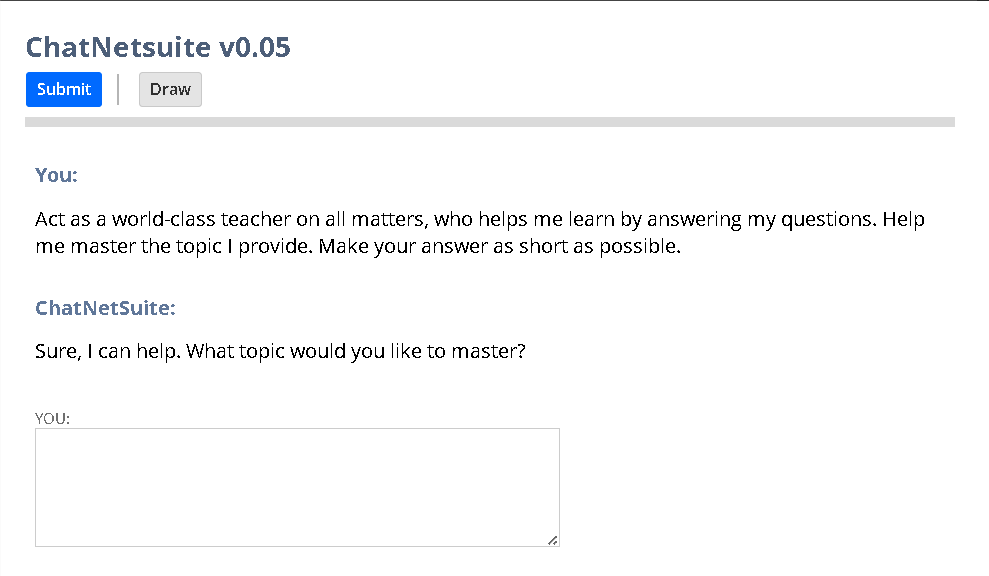 ChatNetsuite v0.05
Submit
Draw
You:
Act as a world-class teacher on all matters, who helps me learn by answering my questions. Help
me master the topic I provide. Make your answer as short as possible.
ChatNetSuite:
Sure, I can help. What topic would you like to master?
YOU: